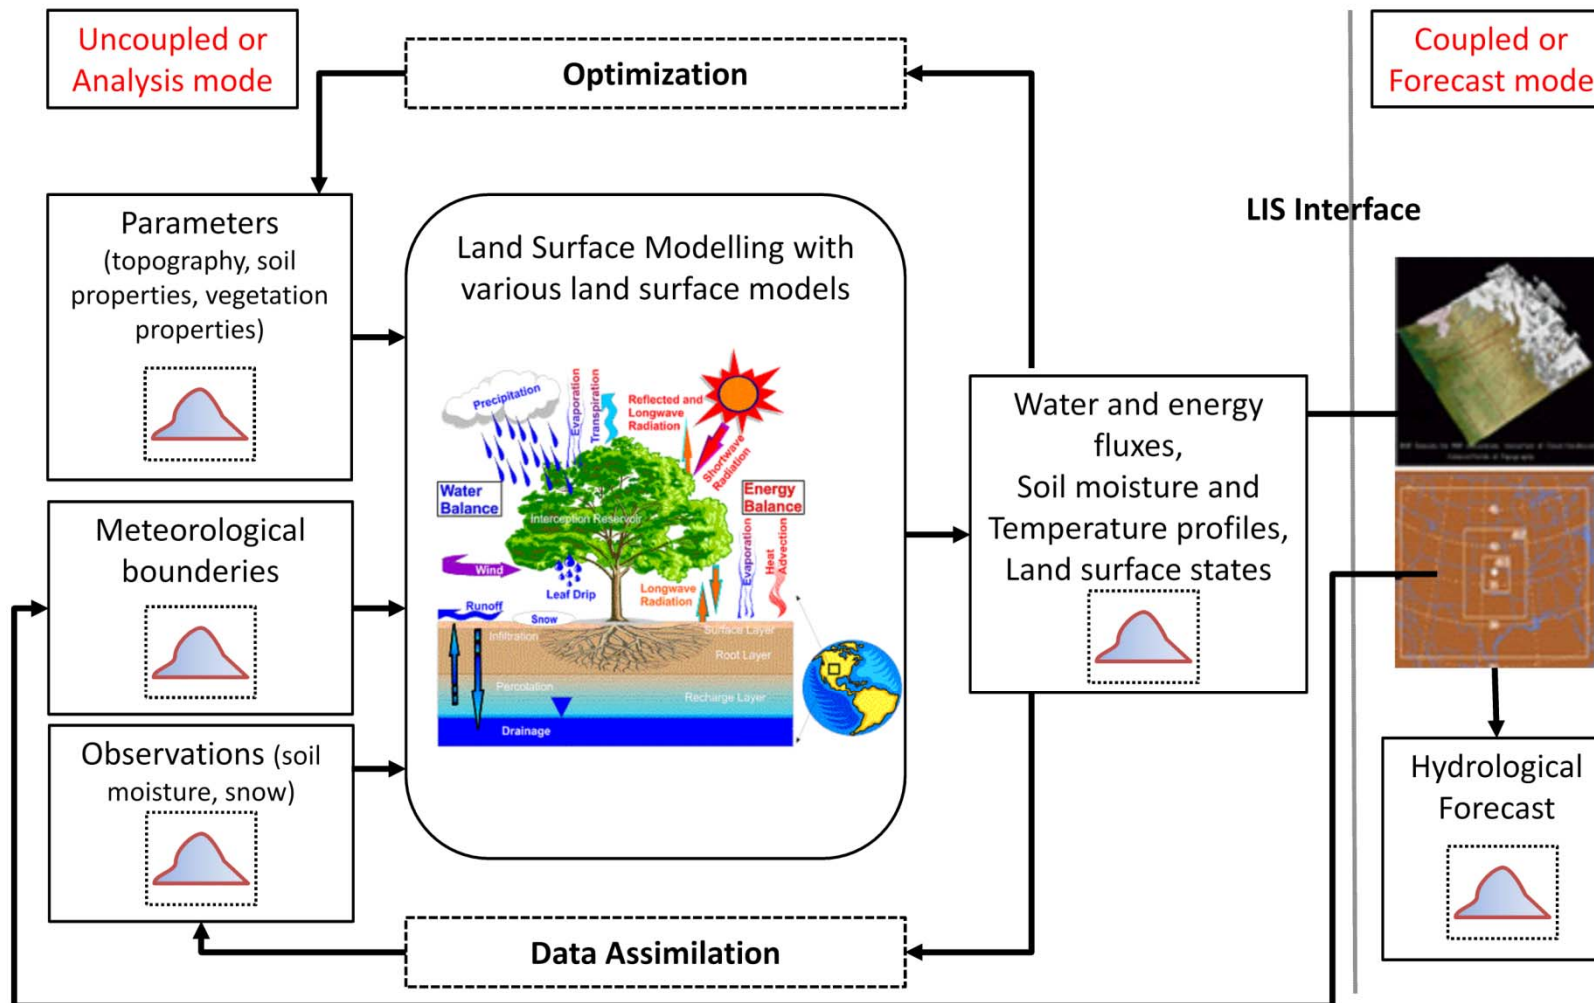 Uncoupled or
Analysis mode
Optimization
Coupled or
Forecast mode
Parameters
(topography, soil
properties, vegetation
properties)
Land Surface Modelling with
various land surface models
LIS Interface
Precipitation
Evaporation
Transpiration
Reflected and
Longwave
Radiation
Shortwave
Radiation
Water
Balance
Energy
Balance
Interception Reservoir
Wind
Leaf Drip
Longwave
Radiation
Evaporation
Heat
Advection
Runoff
Snow
Infiltration
Surface Layer
Root Layer
Percolation
Recharge Layer
Drainage
Meteorological
bounderies
Observations (soil
moisture, snow)
Water and energy
fluxes,
Soil moisture and
Temperature profiles,
Land surface states
Hydrological
Forecast
Data Assimilation